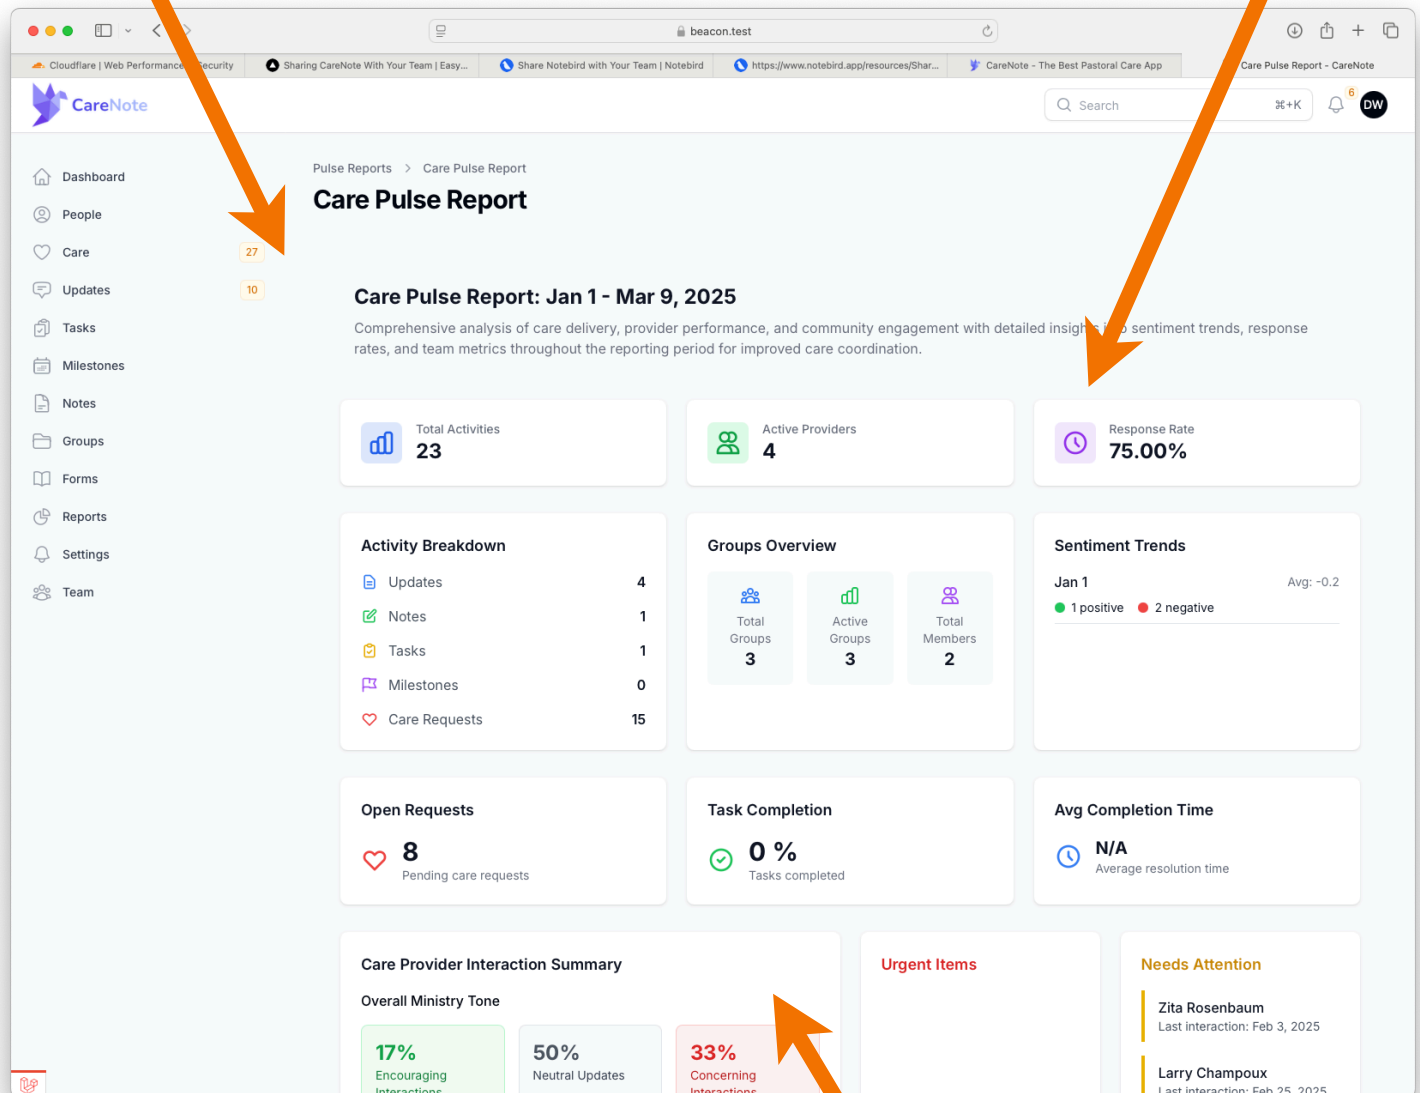 beacon.test
Cloudflare | Web Performance Security
Sharing CareNote With Your Team | Easy...
Share Notebird with Your Team | Notebird
https://www.notebird.app/resources/Shar...
CareNote - The Best Pastoral Care App
Care Pulse Report - CareNote
CareNote
Search
⌘+K
6
DW
Dashboard
People
Care
27
Updates
10
Tasks
Milestones
Notes
Groups
Forms
Reports
Settings
Team
Pulse Reports > Care Pulse Report
Care Pulse Report
Care Pulse Report: Jan 1 - Mar 9, 2025
Comprehensive analysis of care delivery, provider performance, and community engagement with detailed insights into sentiment trends, response
rates, and team metrics throughout the reporting period for improved care coordination.
Total Activities
23
Active Providers
4
Response Rate
75.00%
Activity Breakdown
Updates 4
Notes 1
Tasks 1
Milestones 0
Care Requests 15
Groups Overview
Total
Groups
3
Active
Groups
3
Total
Members
2
Sentiment Trends
Jan 1 Avg: -0.2
1 positive 2 negative
Open Requests
8
Pending care requests
Task Completion
0 %
Tasks completed
Avg Completion Time
N/A
Average resolution time
Care Provider Interaction Summary
Overall Ministry Tone
17%
Encouraging
Interactions
50%
Neutral Updates
33%
Concerning
Interactions
Urgent Items
Needs Attention
Zita Rosenbaum
Last interaction: Feb 3, 2025
Larry Champoux
Last interaction: Feb 25, 2025